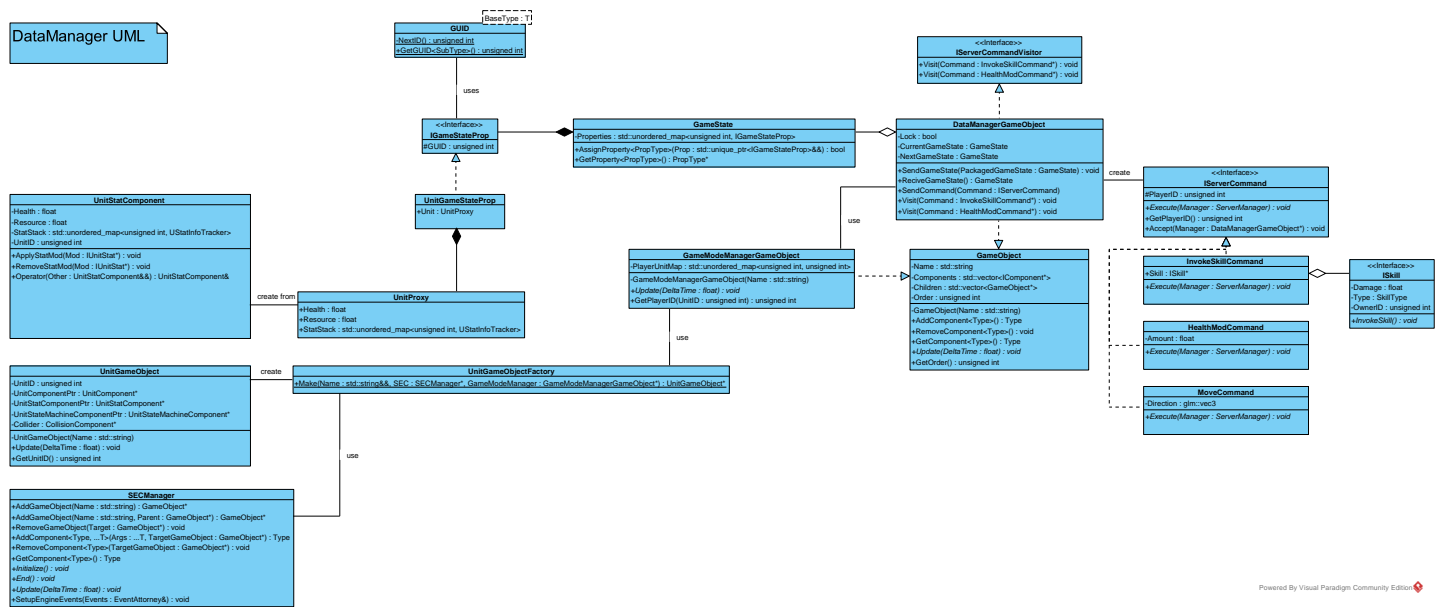 DataManager UML
BaseType : T
GUID
-NextID() : unsigned int
+GetGUID<SubType>() : unsigned int
uses
<<Interface>>
IServerCommandVisitor
+Visit(Command : InvokeSkillCommand*) : void
+Visit(Command : HealthModCommand*) : void
<<Interface>>
IGameStateProp
#GUID : unsigned int
GameState
-Properties : std::unordered_map<unsigned int, IGameStateProp>
+AssignProperty<PropType>(Prop : std::unique_ptr<IGameStateProp>&&) : bool
+GetProperty<PropType>() : PropType*
DataManagerGameObject
-Lock : bool
-CurrentGameState : GameState
-NextGameState : GameState
+SendGameState(PackagedGameState : GameState) : void
+ReciveGameState() : GameState
+SendCommand(Command : IServerCommand)
+Visit(Command : InvokeSkillCommand*) : void
+Visit(Command : HealthModCommand*) : void
create
<<Interface>>
IServerCommand
#PlayerID : unsigned int
+Execute(Manager : ServerManager) : void
+GetPlayerID() : unsigned int
+Accept(Manager : DataManagerGameObject*) : void
UnitStatComponent
-Health : float
-Resource : float
-StatStack : std::unordered_map<unsigned int, UStatInfoTracker>
-UnitID : unsigned int
+ApplyStatMod(Mod : IUnitStat*) : void
+RemoveStatMod(Mod : IUnitStat*) : void
+Operator(Other : UnitStatComponent&&) : UnitStatComponent&
UnitGameStateProp
+Unit : UnitProxy
use
GameModeManagerGameObject
-PlayerUnitMap : std::unordered_map<unsigned int, unsigned int>
-GameModeManagerGameObject(Name : std::string)
+Update(DeltaTime : float) : void
+GetPlayerID(UnitID : unsigned int) : unsigned int
GameObject
-Name : std::string
-Components : std::vector<IComponent*>
-Children : std::vector<GameObject*>
-Order : unsigned int
-GameObject(Name : std::string)
+AddComponent<Type>() : Type
+RemoveComponent<Type>() : void
+GetComponent<Type>() : Type
+Update(DeltaTime : float) : void
+GetOrder() : unsigned int
InvokeSkillCommand
+Skill : ISkill*
+Execute(Manager : ServerManager) : void
<<Interface>>
ISkill
-Damage : float
-Type : SkillType
-OwnerID : unsigned int
+InvokeSkill() : void
create from
UnitProxy
+Health : float
+Resource : float
+StatStack : std::unordered_map<unsigned int, UStatInfoTracker>
HealthModCommand
-Amount : float
+Execute(Manager : ServerManager) : void
use
UnitGameObject
-UnitID : unsigned int
-UnitComponentPtr : UnitComponent*
-UnitStatComponentPtr : UnitStatComponent*
-UnitStateMachineComponentPtr : UnitStateMachineComponent*
-Collider : CollisionComponent*
-UnitGameObject(Name : std::string)
+Update(DeltaTime : float) : void
+GetUnitID() : unsigned int
create
UnitGameObjectFactory
+Make(Name : std::string&&, SEC : SECManager*, GameModeManager : GameModeManagerGameObject*) : UnitGameObject*
MoveCommand
-Direction : glm::vec3
+Execute(Manager : ServerManager) : void
use
SECManager
+AddGameObject(Name : std::string) : GameObject*
+AddGameObject(Name : std::string, Parent : GameObject*) : GameObject*
+RemoveGameObject(Target : GameObject*) : void
+AddComponent<Type, ...T>(Args : ...T, TargetGameObject : GameObject*) : Type
+RemoveComponent<Type>(TargetGameObject : GameObject*) : void
+GetComponent<Type>() : Type
+Initialize() : void
+End() : void
+Update(DeltaTime : float) : void
+SetupEngineEvents(Events : EventAttorney&) : void
Powered By Visual Paradigm Community Edition